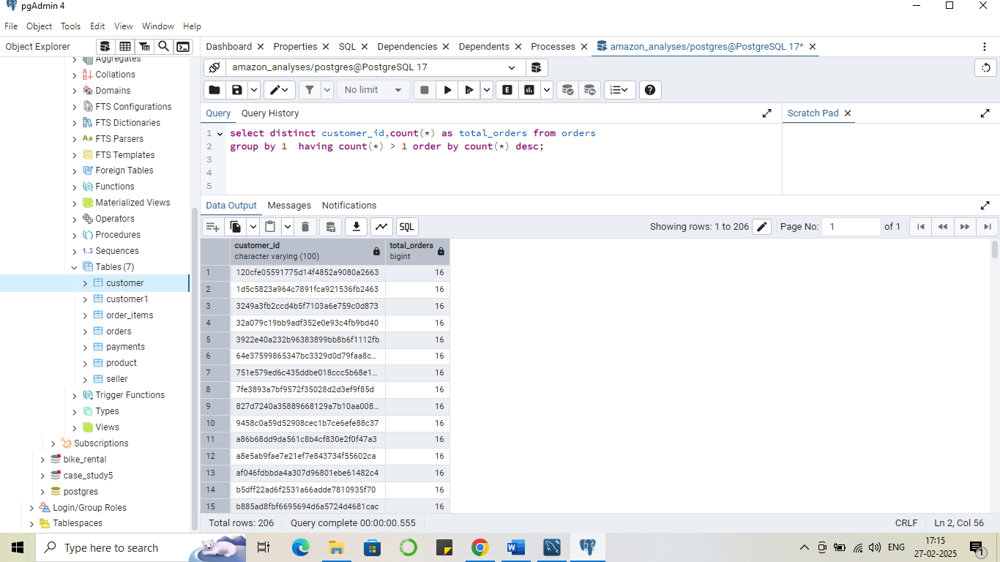 pgAdmin 4
File Object Tools Edit View Window Help
Object Explorer
Dashboard Properties SQL Dependencies Dependents Processes amazon_analyses/postgres@PostgreSQL 17*
amazon_analyses/postgres@PostgreSQL 17
No limit
E
Query Query History
Scratch Pad
1 select distinct customer_id,count(*) as total_orders from orders
2 group by 1  having count(*) > 1 order by count(*) desc;
3
4
5
Aggregates
Collations
Domains
FTS Configurations
FTS Dictionaries
Aa FTS Parsers
FTS Templates
Foreign Tables
Functions
Materialized Views
Operators
Procedures
1..3 Sequences
Tables (7)
customer
customer1
order_items
orders
payments
product
seller
Trigger Functions
Types
Views
Subscriptions
bike_rental
case_study5
postgres
Login/Group Roles
Tablespaces
Data Output Messages Notifications
SQL Showing rows: 1 to 206 Page No: 1 of 1
customer_id total_orders
character varying (100) bigint
1 120cfe05591775d14f4852a9080a2663 16
2 1d5c5823a964c7891fca921536fb2463 16
3 3249a3fb2ccd4b5f7103a6e759c0d873 16
4 32a079c19bb9adf352e0e93c4fb9bd40 16
5 3922e40a232b96383899bb8b6f1112fb 16
6 64e37599865347bc3329d0d79faa8c... 16
7 751e579ed6c435ddbe018ccc5b68e1... 16
8 7fe3893a7bf9572f35028d2d3ef9f85d 16
9 827d7240a35889668129a7b10aa008... 16
10 9458c0a59d52908cec1b7ce6efe88c37 16
11 a86b68dd9da561c8b4cf830e2f0f47a3 16
12 a8e5ab9fae7e21ef7e843734f55602ca 16
13 af046fdbbda4a307d96801ebe61482c4 16
14 b5dff22ad6f2531a66adde7810935f70 16
15 b885ad8fbf6695694d6a5724d4681cac 16
Total rows: 206 Query complete 00:00:00.555 CRLF Ln 2, Col 56
Type here to search
ENG
17:15
27-02-2025
1